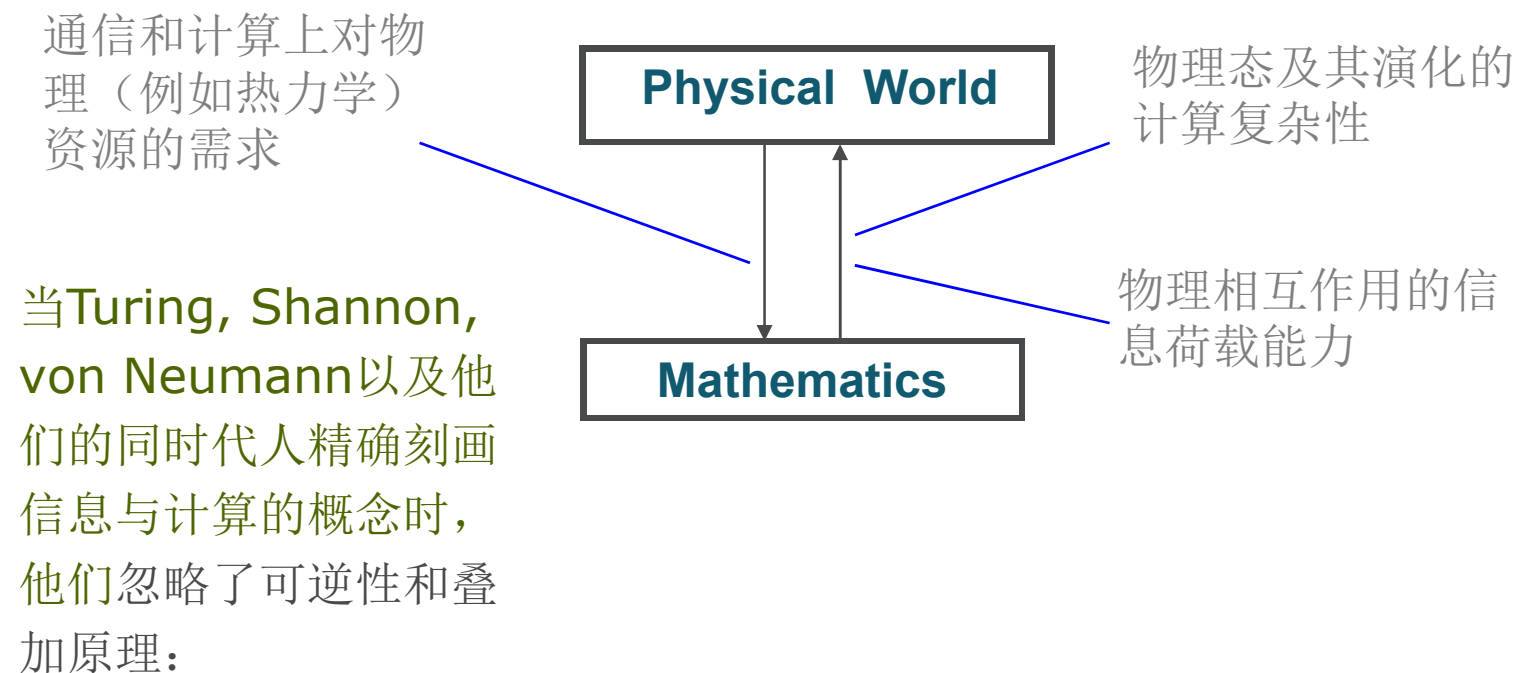 通信和计算上对物
理（例如热力学）
资源的需求
Physical World
物理态及其演化的
计算复杂性
物理相互作用的信
息荷载能力
Mathematics
当Turing, Shannon,
von Neumann以及他
们的同时代人精确刻画
信息与计算的概念时，
他们忽略了可逆性和叠
加原理：